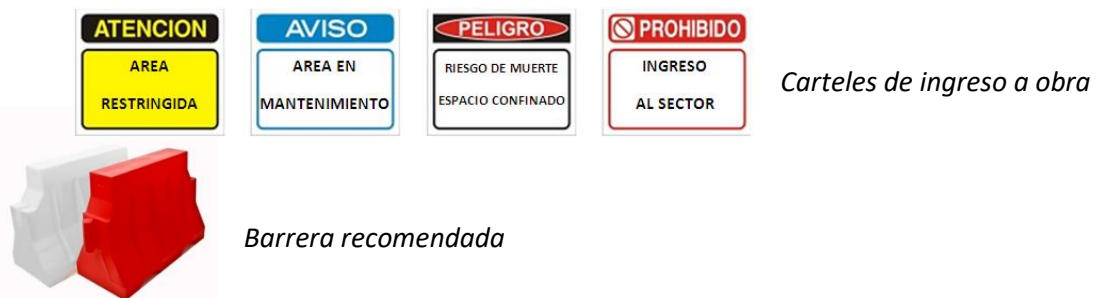 ATENCION
AREA
RESTRINGIDA
AVISO
AREA EN
MANTENIMIENTO
PELIGRO
RIESGO DE MUERTE
ESPACIO CONFINADO
PROHIBIDO
INGRESO
AL SECTOR
Carteles de ingreso a obra
Barrera recomendada